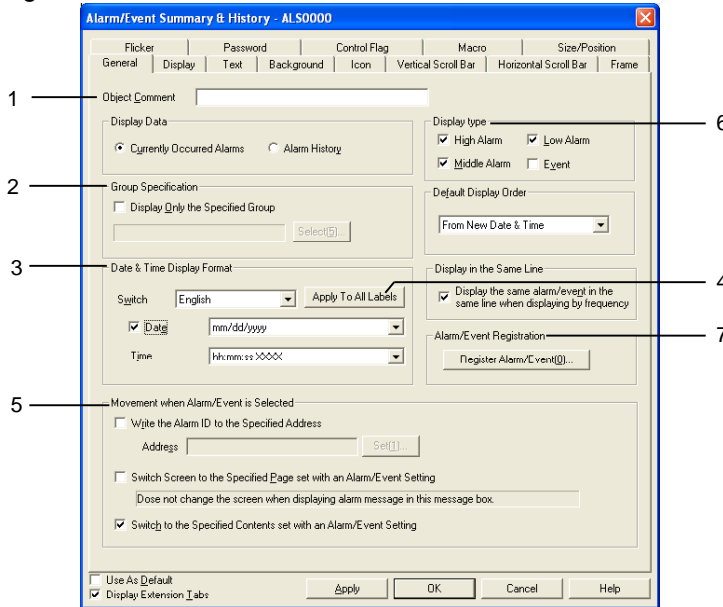 Alarm/Event Summary & History - ALS0000
Flicker Password Control Flag Macro Size/Position
General Display Text Background Icon Vertical Scroll Bar Horizontal Scroll Bar Frame
1 Object Comment
Display Data
Currently Occurred Alarms Alarm History
Display type 6
High Alarm Low Alarm
Middle Alarm Event
2 Group Specification
Display Only the Specified Group
Select(5)...
Default Display Order
From New Date & Time
3 Date & Time Display Format
Switch English Apply To All Labels 4
Date mm/dd/yyyy
Time hh:mm:ss XXXX
Display in the Same Line
Display the same alarm/event in the
same line when displaying by frequency
Alarm/Event Registration 7
Register Alarm/Event(0)...
5 Movement when Alarm/Event is Selected
Write the Alarm ID to the Specified Address
Address Set(1)...
Switch Screen to the Specified Page set with an Alarm/Event Setting
Dose not change the screen when displaying alarm message in this message box.
Switch to the Specified Contents set with an Alarm/Event Setting
Use As Default
Display Extension Tabs
Apply OK Cancel Help